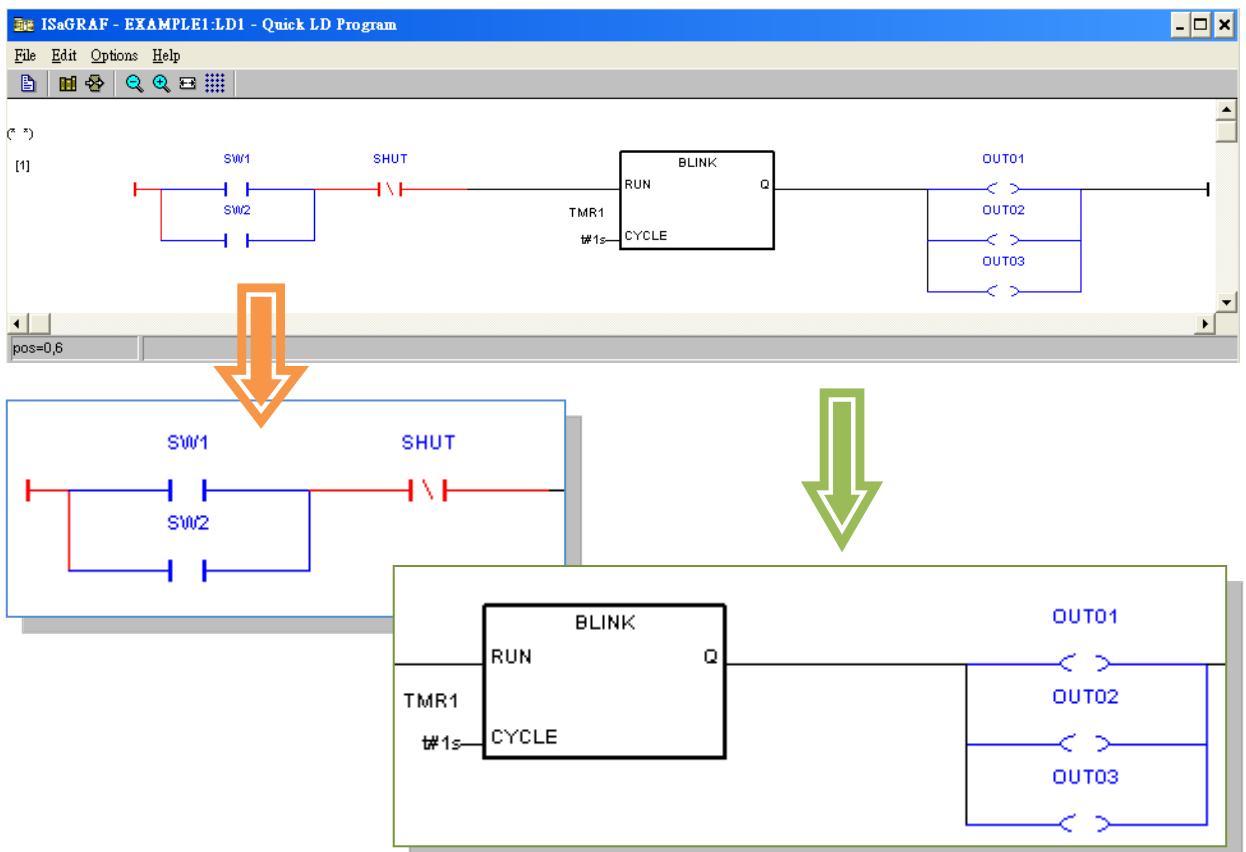 ISaGRAF - EXAMPLE1:LD1 - Quick LD Program
File Edit Options Help
(* *)
[1]
SW1 SHUT BLINK OUT01
RUN Q
SW2 TMR1 OUT02
t#1s CYCLE
OUT03
pos=0,6
SW1 SHUT
SW2
BLINK OUT01
RUN Q
TMR1 OUT02
t#1s CYCLE
OUT03